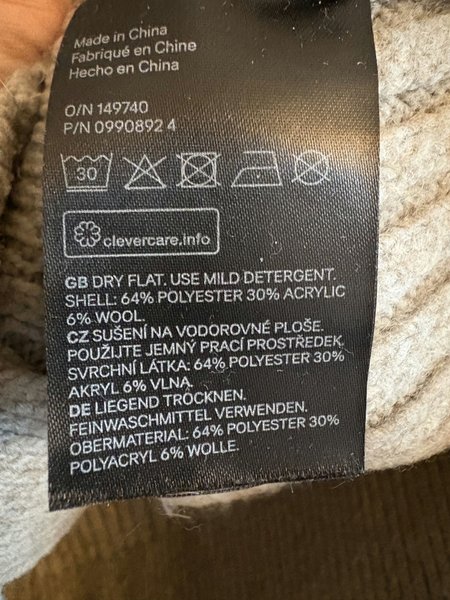 Made in China
Fabriqué en Chine
Hecho en China
O/N 149740
P/N 0990892 4
30
clevercare.info
GB DRY FLAT. USE MILD DETERGENT.
SHELL: 64% POLYESTER 30% ACRYLIC
6% WOOL.
CZ SUŠENÍ NA VODOROVNÉ PLOŠE.
POUŽIJTE JEMNÝ PRACÍ PROSTŘEDEK.
SVRCHNÍ LÁTKA: 64% POLYESTER 30%
AKRYL 6% VLNA.
DE LIEGEND TROCKNEN.
FEINWASCHMITTEL VERWENDEN.
OBERMATERIAL: 64% POLYESTER 30%
POLYACRYL 6% WOLLE.